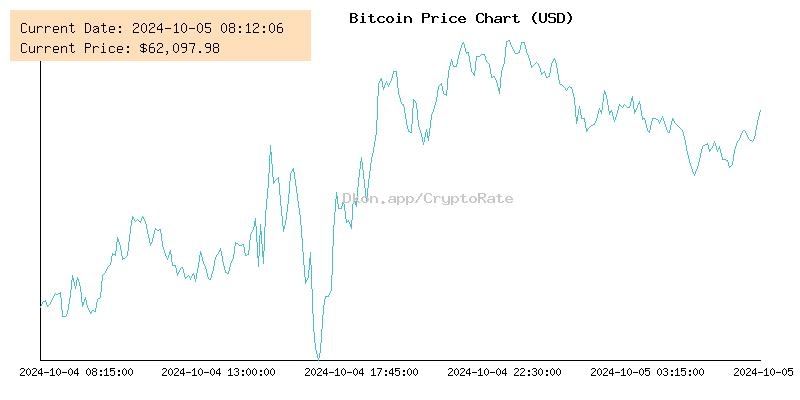 Bitcoin Price Chart (USD)
Current Date: 2024-10-05 08:12:06
Current Price: $62,097.98
Dkon.app/CryptoRate
2024-10-04 08:15:00 2024-10-04 13:00:00 2024-10-04 17:45:00 2024-10-04 22:30:00 2024-10-05 03:15:00 2024-10-05